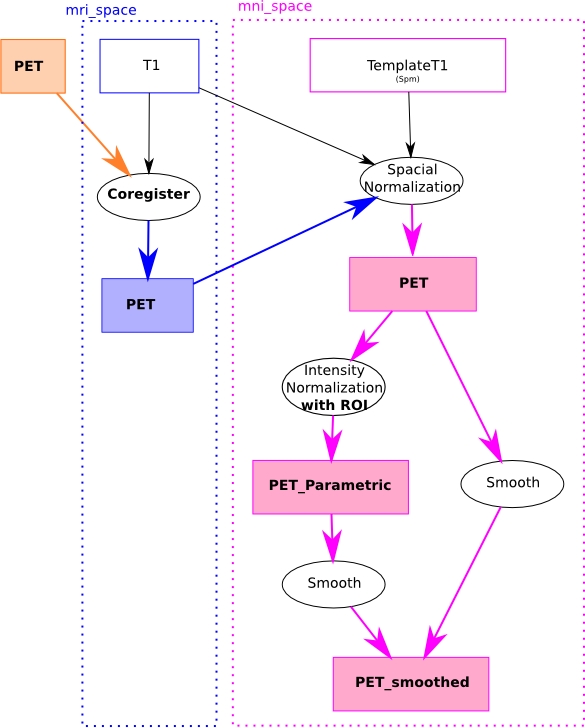 mri_space
mni_space
PET
T1
TemplateT1
(Spm)
Coregister
Spacial
Normalization
PET
PET
Intensity
Normalization
with ROI
PET_Parametric
Smooth
Smooth
PET_smoothed